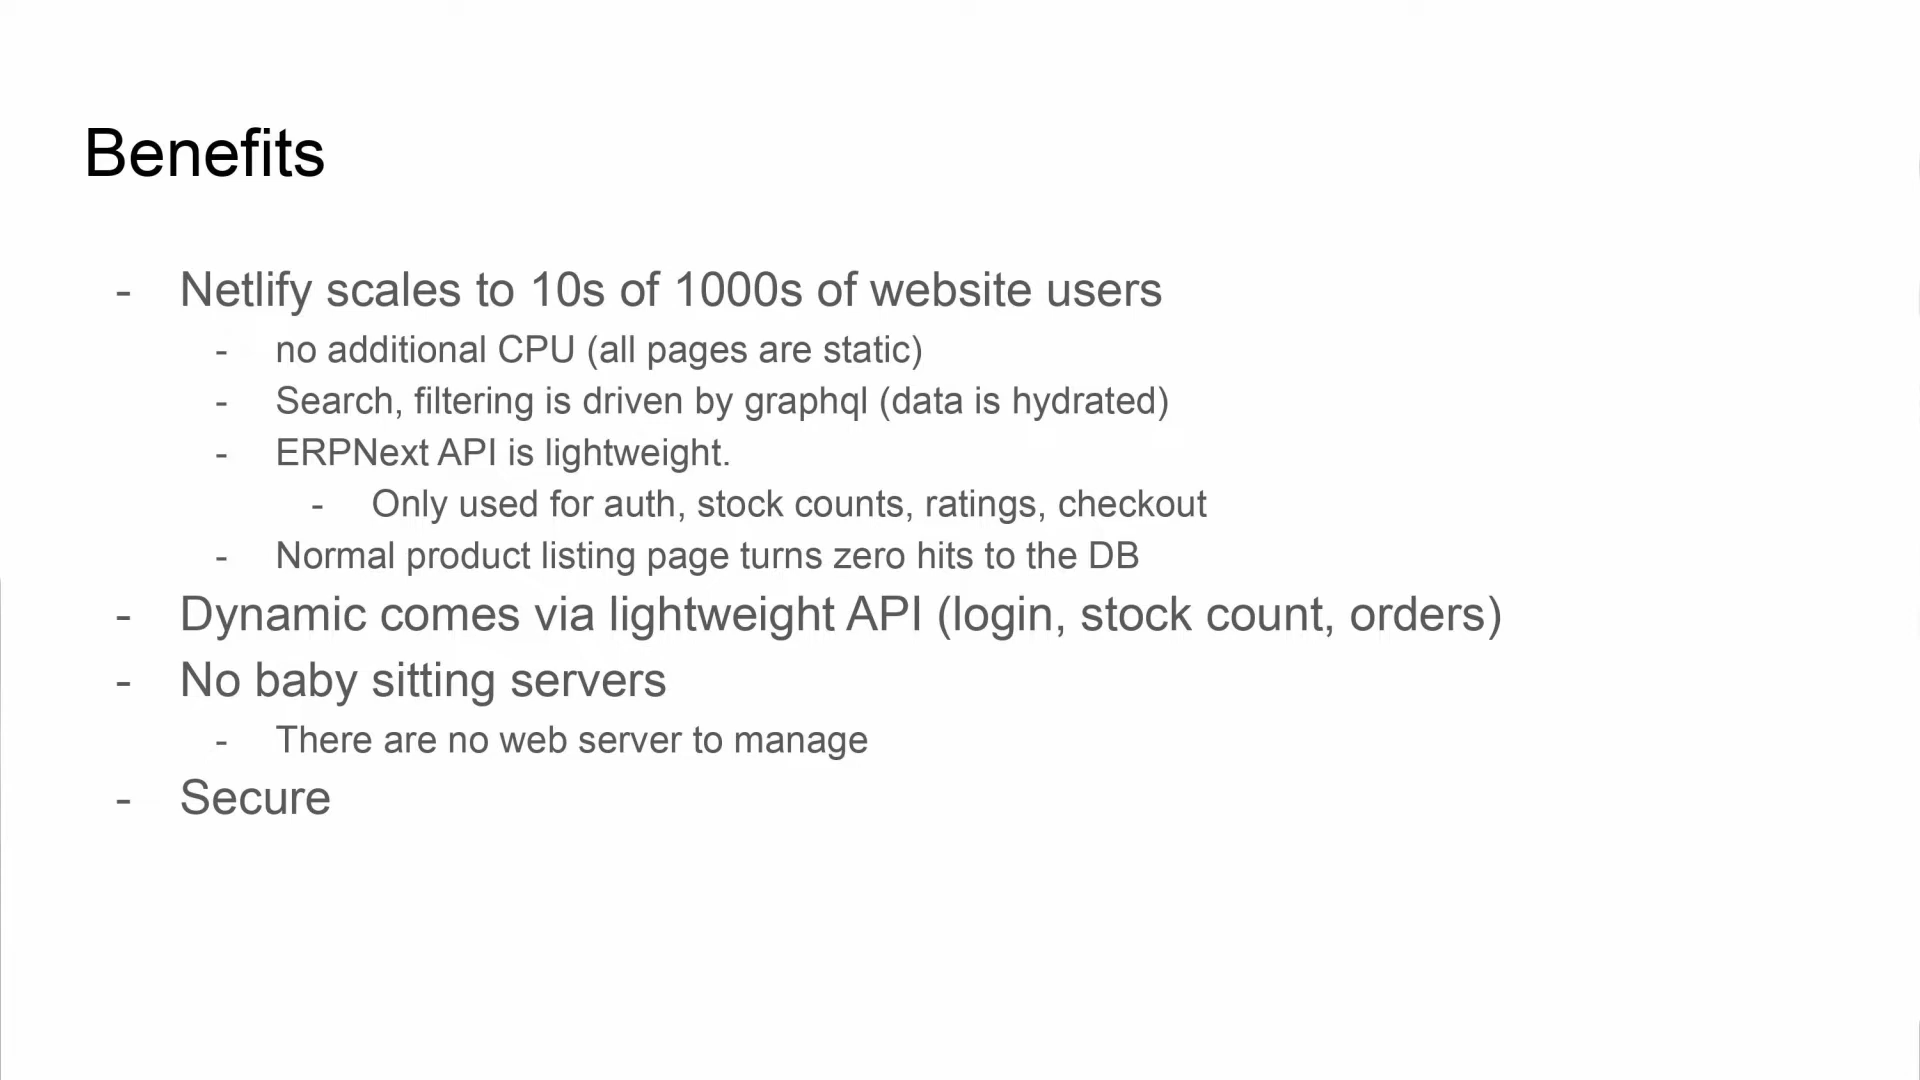 Benefits
- Netlify scales to 10s of 1000s of website users
- no additional CPU (all pages are static)
- Search, filtering is driven by graphql (data is hydrated)
- ERPNext API is lightweight.
- Only used for auth, stock counts, ratings, checkout
- Normal product listing page turns zero hits to the DB
- Dynamic comes via lightweight API (login, stock count, orders)
- No baby sitting servers
- There are no web server to manage
- Secure